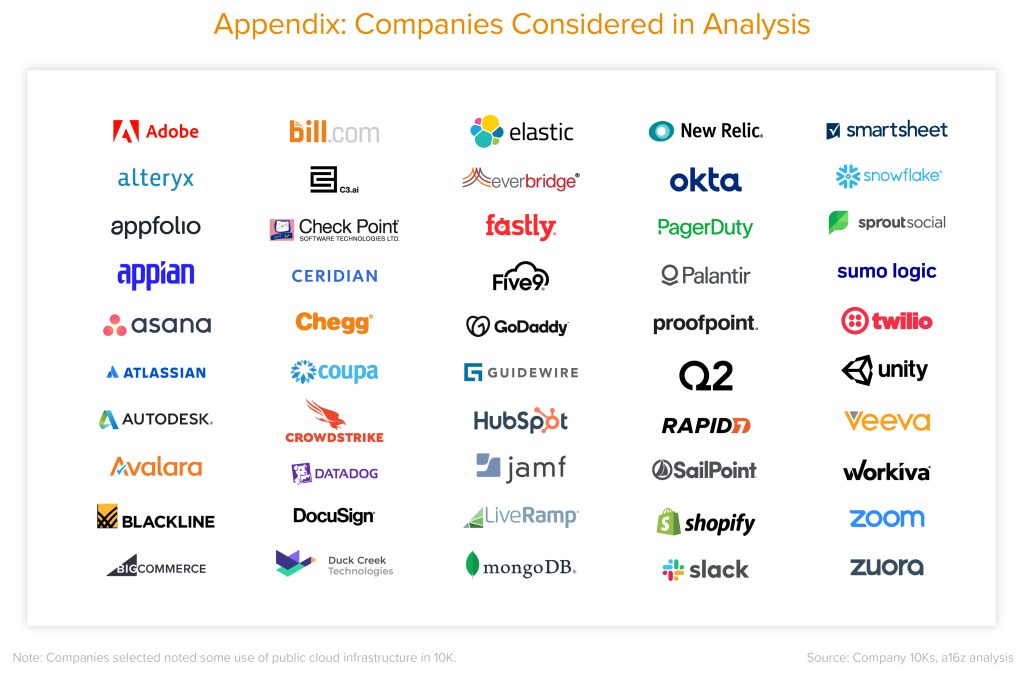 Appendix: Companies Considered in Analysis
Adobe
bill.com
elastic
New Relic.
smartsheet
alteryx
C3.ai
everbridge®
okta
snowflake®
appfolio
Check Point™
SOFTWARE TECHNOLOGIES LTD.
fastly.
PagerDuty
sproutsocial
appian
CERIDIAN
Five9.
Palantir
sumo logic
asana
Chegg®
GoDaddy
proofpoint.
twilio
ATLASSIAN
coupa
GUIDEWIRE
Q2
unity
AUTODESK.
CROWDSTRIKE
HubSpot
RAPID7
Veeva
Avalara
DATADOG
jamf
SailPoint
workiva
BLACKLINE
DocuSign
LiveRamp
shopify
zoom
BIGCOMMERCE
Duck Creek
Technologies
mongoDB®
slack
zuora
Note: Companies selected noted some use of public cloud infrastructure in 10K.
Source: Company 10Ks, a16z analysis